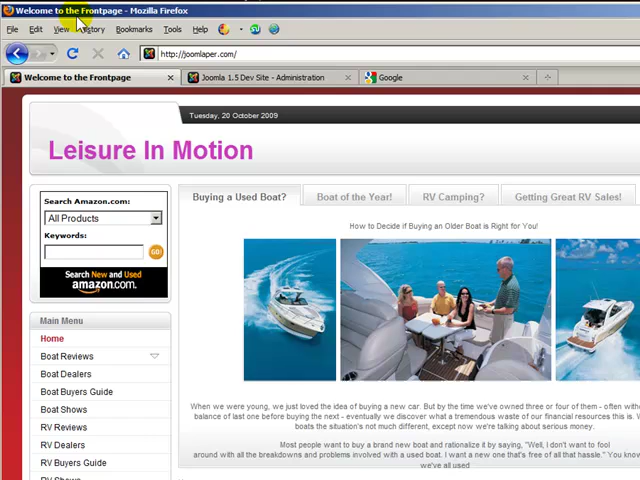 Welcome to the Frontpage - Mozilla Firefox
File Edit View History Bookmarks Tools Help
http://joomlaper.com/
Welcome to the Frontpage
Joomla 1.5 Dev Site - Administration
Google
Tuesday, 20 October 2009
Leisure In Motion
Search Amazon.com:
All Products
Keywords:
GO!
Search New and Used
amazon.com.
Main Menu
Home
Boat Reviews
Boat Dealers
Boat Buyers Guide
Boat Shows
RV Reviews
RV Dealers
RV Buyers Guide
RV Shows
Buying a Used Boat? Boat of the Year! RV Camping? Getting Great RV Sales!
How to Decide if Buying an Older Boat is Right for You!
When we were young, we just loved the idea of buying a new car. But by the time we've owned three or four of them - often
balance of last one before buying the next - eventually we discover what a tremendous waste of our financial resources this is.
boats the situation's not much different, except now we're talking about serious money.
Most people want to buy a brand new boat and rationalize it by saying, "Well, I don't want to fool
around with all the breakdowns and problems involved with a used boat. I want a new one that's free of all that hassle." You
we've all used